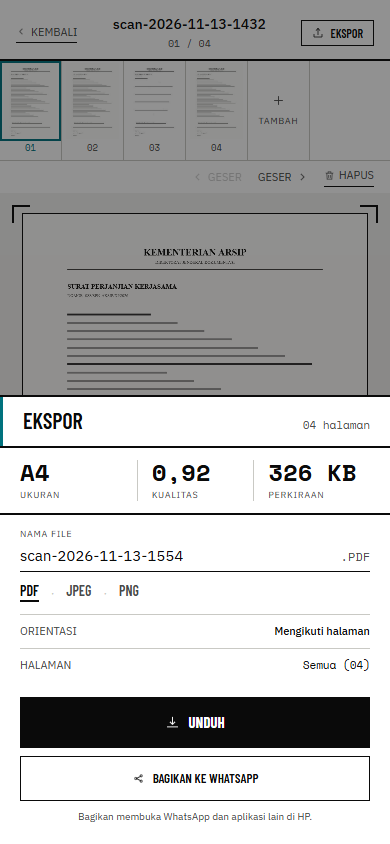 KEMBALI
scan-2026-11-13-1432
01 / 04
EKSPOR
01
02
03
04
TAMBAH
GESER
GESER
HAPUS
KEMENTERIAN ARSIP
SURAT PERJANJIAN KERJASAMA
EKSPOR
04 halaman
A4
UKURAN
0,92
KUALITAS
326 KB
PERKIRAAN
NAMA FILE
scan-2026-11-13-1554
.PDF
PDF · JPEG · PNG
ORIENTASI
Mengikuti halaman
HALAMAN
Semua (04)
UNDUH
BAGIKAN KE WHATSAPP
Bagikan membuka WhatsApp dan aplikasi lain di HP.